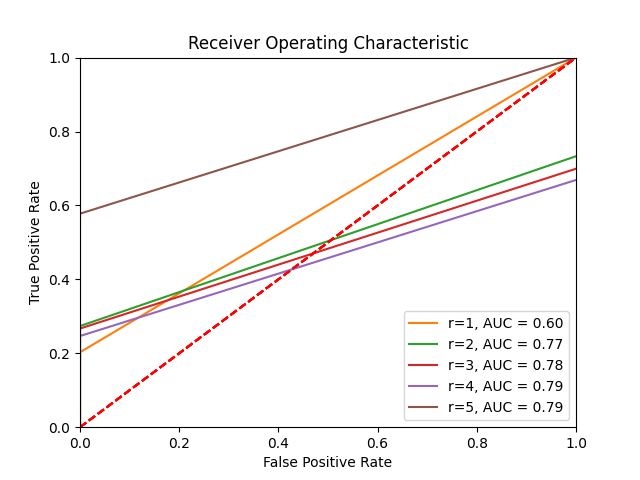 Receiver Operating Characteristic
1.0
0.8
0.6
0.4
0.2
0.0
True Positive Rate
r=1, AUC = 0.60
r=2, AUC = 0.77
r=3, AUC = 0.78
r=4, AUC = 0.79
r=5, AUC = 0.79
0.0 0.2 0.4 0.6 0.8 1.0
False Positive Rate